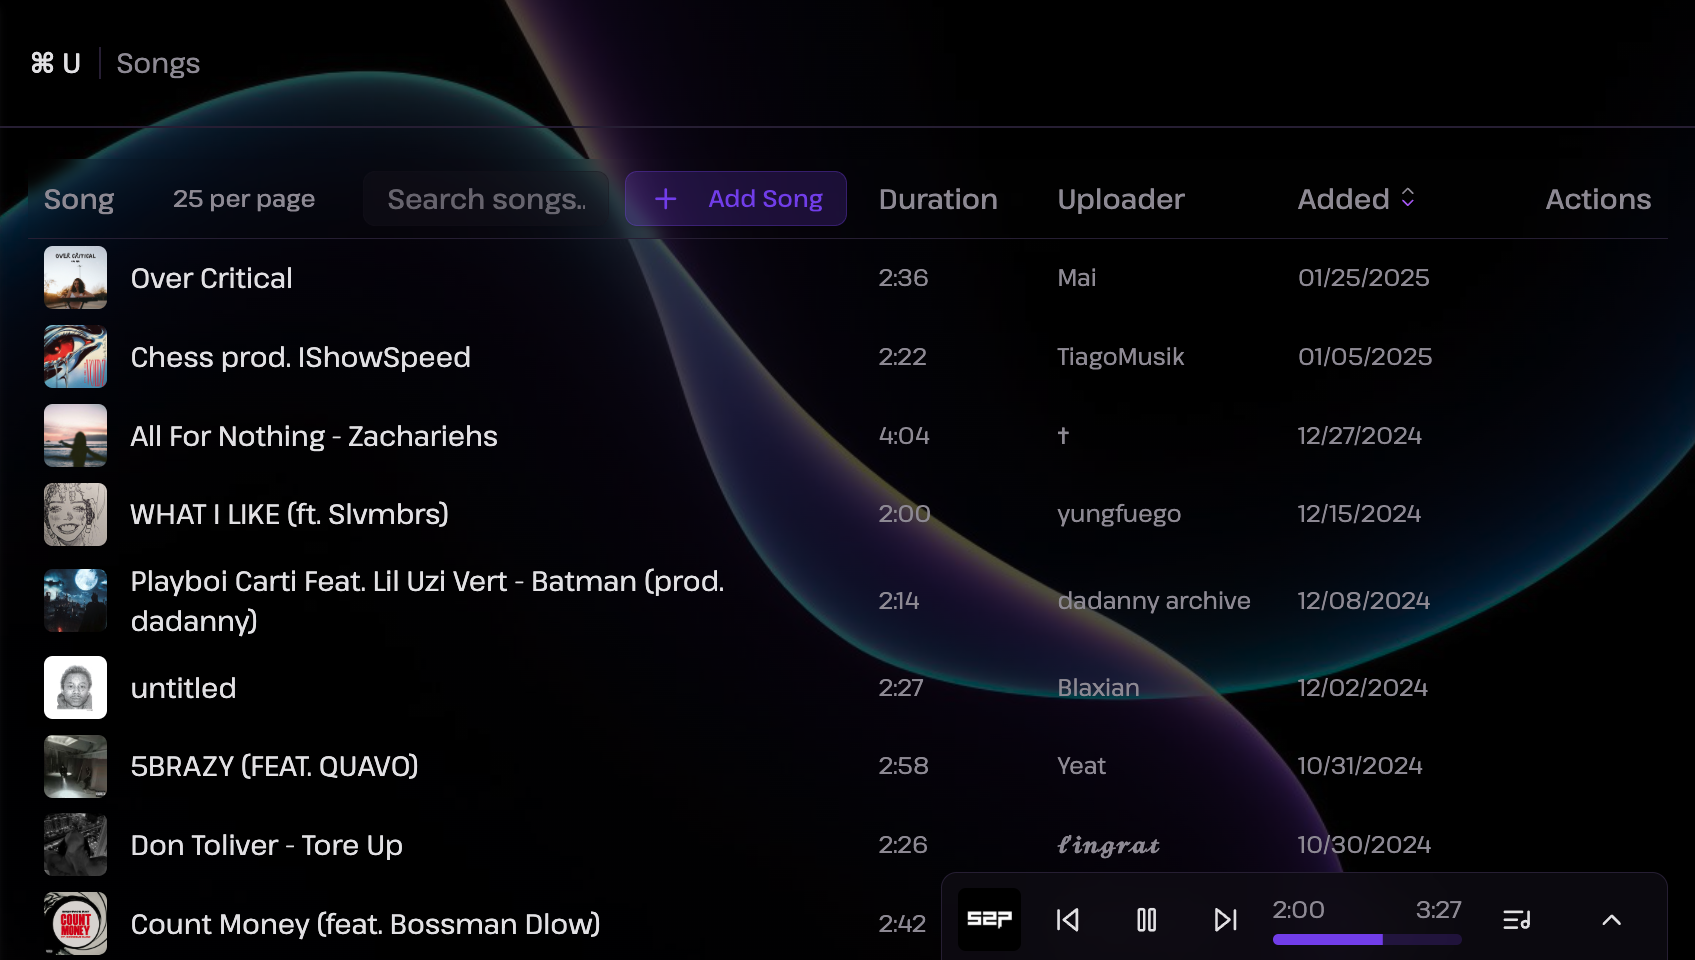 ⌘ U
Songs
Song 25 per page Search songs.. + Add Song Duration Uploader Added Actions
OVER CRITICAL
Over Critical 2:36 Mai 01/25/2025
Chess prod. IShowSpeed 2:22 TiagoMusik 01/05/2025
All For Nothing - Zachariehs 4:04 † 12/27/2024
WHAT I LIKE (ft. Slvmbrs) 2:00 yungfuego 12/15/2024
Playboi Carti Feat. Lil Uzi Vert - Batman (prod.
dadanny) 2:14 dadanny archive 12/08/2024
untitled 2:27 Blaxian 12/02/2024
5BRAZY (FEAT. QUAVO) 2:58 Yeat 10/31/2024
Don Toliver - Tore Up 2:26 𝓵𝓲𝓷𝓰𝓻𝓪𝓽 10/30/2024
COUNT
MONEY
Count Money (feat. Bossman Dlow) 2:42
S2P 2:00 3:27